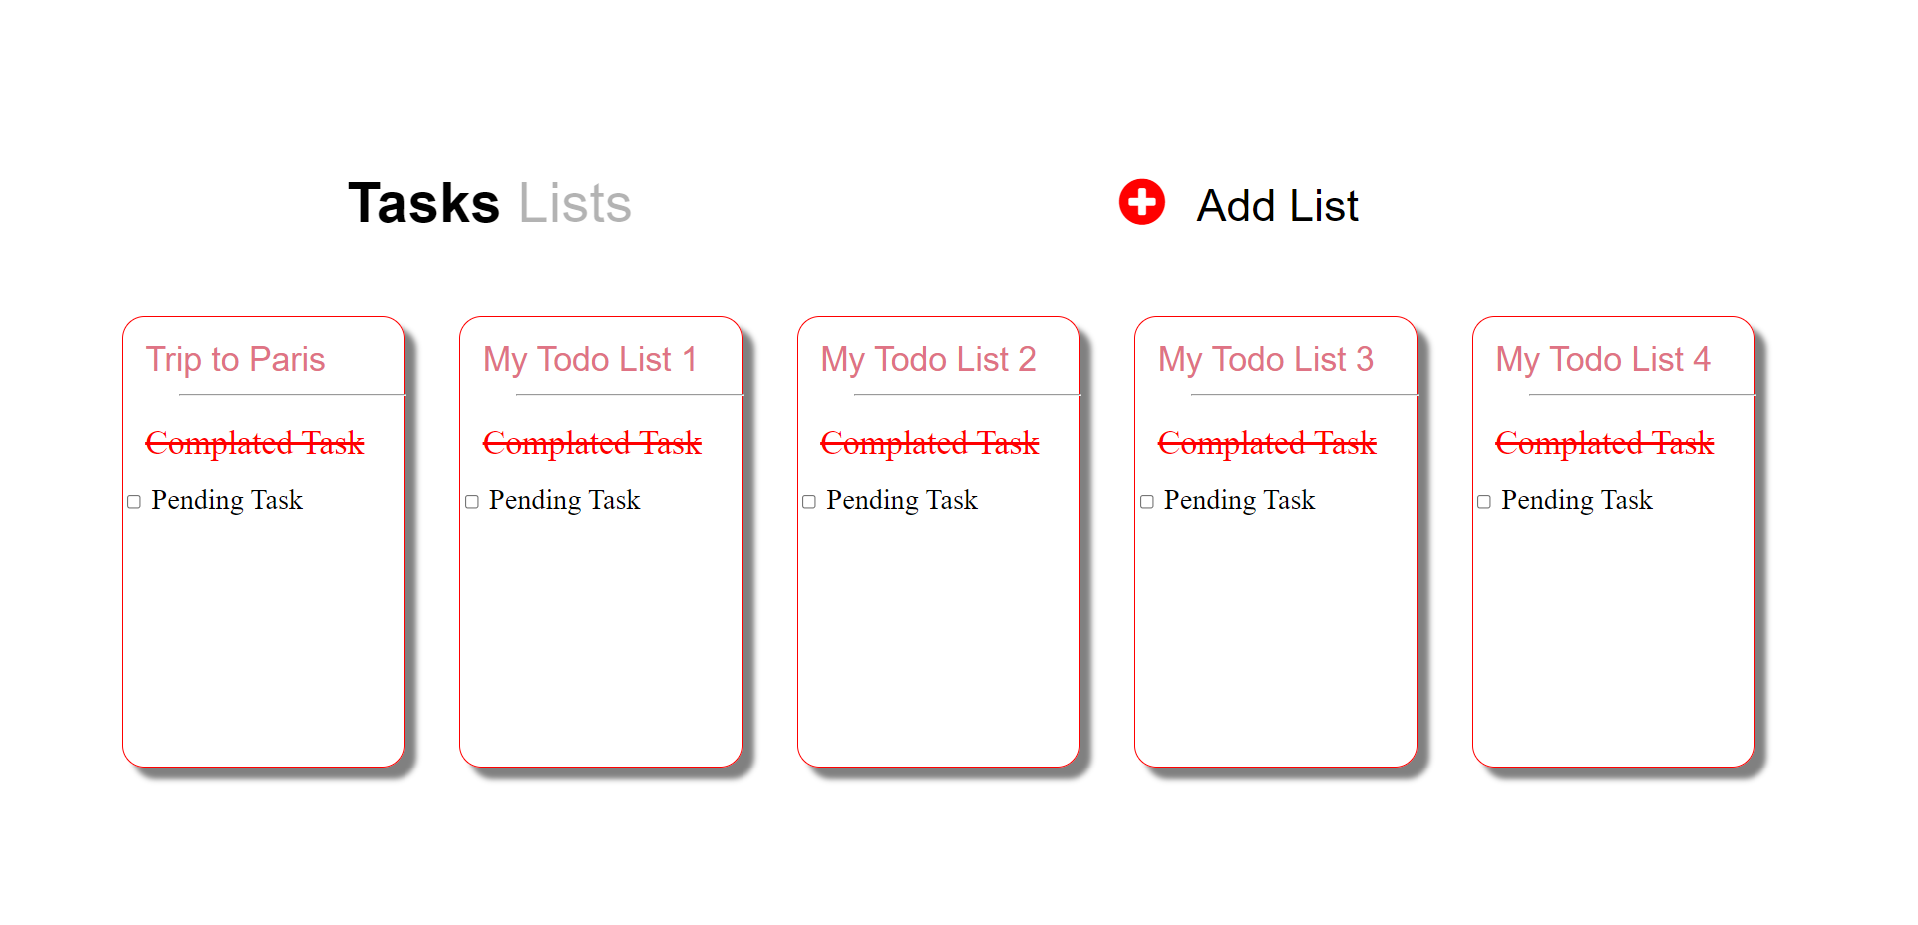 Tasks Lists
Add List
Trip to Paris
Complated Task
Pending Task
My Todo List 1
Complated Task
Pending Task
My Todo List 2
Complated Task
Pending Task
My Todo List 3
Complated Task
Pending Task
My Todo List 4
Complated Task
Pending Task